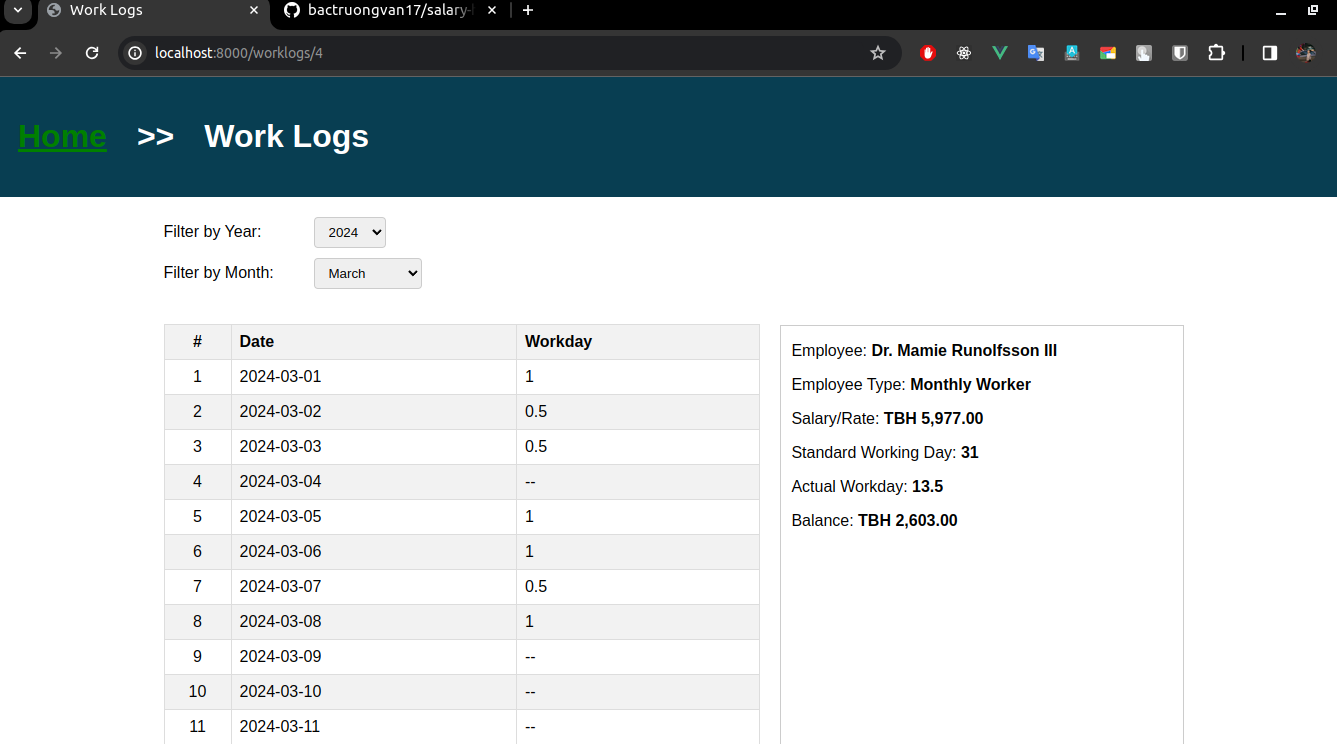 Work Logs
bactruongvan17/salary-
localhost:8000/worklogs/4
Home >> Work Logs
Filter by Year: 2024
Filter by Month: March
# Date Workday
1 2024-03-01 1
2 2024-03-02 0.5
3 2024-03-03 0.5
4 2024-03-04 --
5 2024-03-05 1
6 2024-03-06 1
7 2024-03-07 0.5
8 2024-03-08 1
9 2024-03-09 --
10 2024-03-10 --
11 2024-03-11 --
Employee: Dr. Mamie Runolfsson III
Employee Type: Monthly Worker
Salary/Rate: TBH 5,977.00
Standard Working Day: 31
Actual Workday: 13.5
Balance: TBH 2,603.00